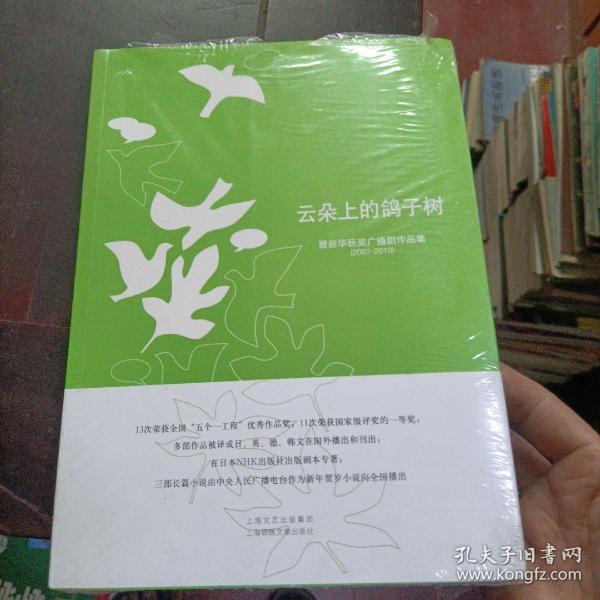 云朵上的鸽子树
瞿新华获奖广播剧作品集
(2007-2010)
13次荣获全国“五个一工程”优秀作品奖，11次荣获国家级评奖的一等奖；
多部作品被译成日、英、德、韩文在国外播出和刊出；
在日本NHK出版社出版剧本专著；
三部长篇小说由中央人民广播电台作为新年贺岁小说向全国播出
上海文艺出版集团
上海锦绣文章出版社
孔夫子旧书网
www.kongfz.com